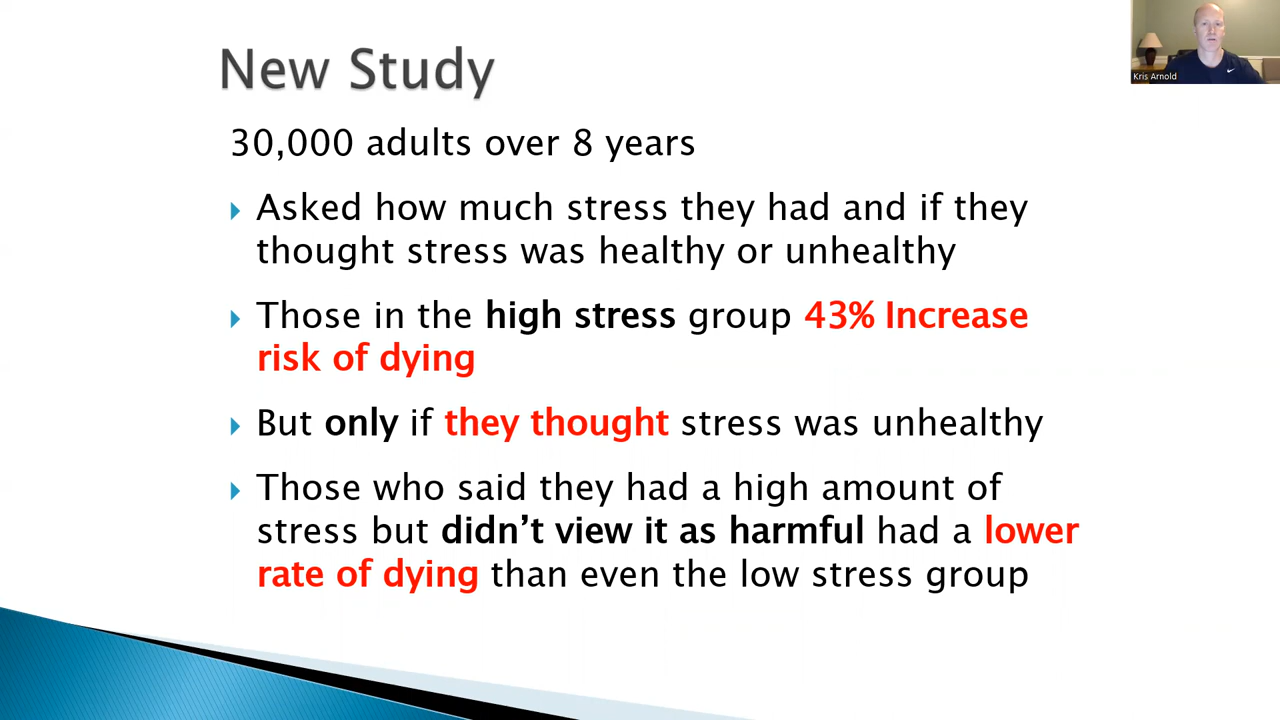 New Study
Kris Arnold
30,000 adults over 8 years
Asked how much stress they had and if they
thought stress was healthy or unhealthy
Those in the high stress group 43% Increase
risk of dying
But only if they thought stress was unhealthy
Those who said they had a high amount of
stress but didn't view it as harmful had a lower
rate of dying than even the low stress group